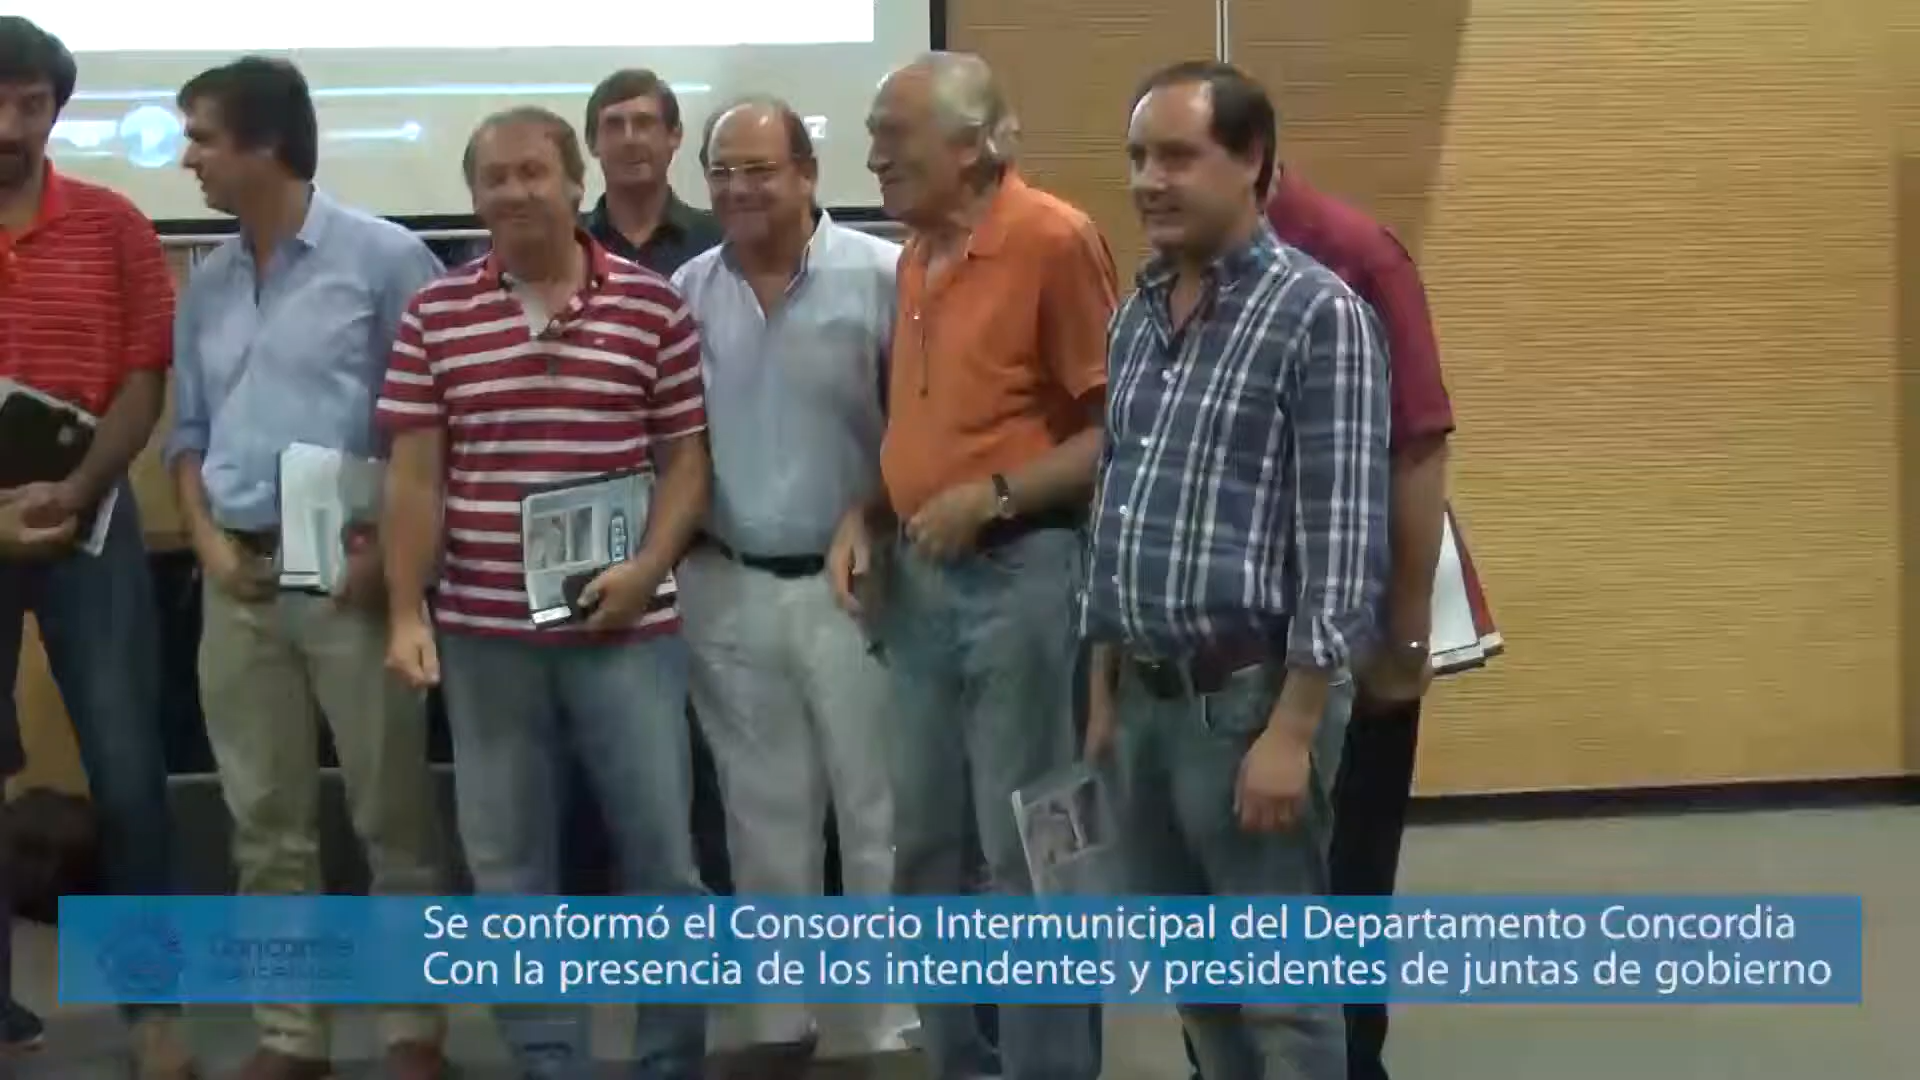 Se conformó el Consorcio Intermunicipal del Departamento Concordia
Con la presencia de los intendentes y presidentes de juntas de gobierno
Concordia